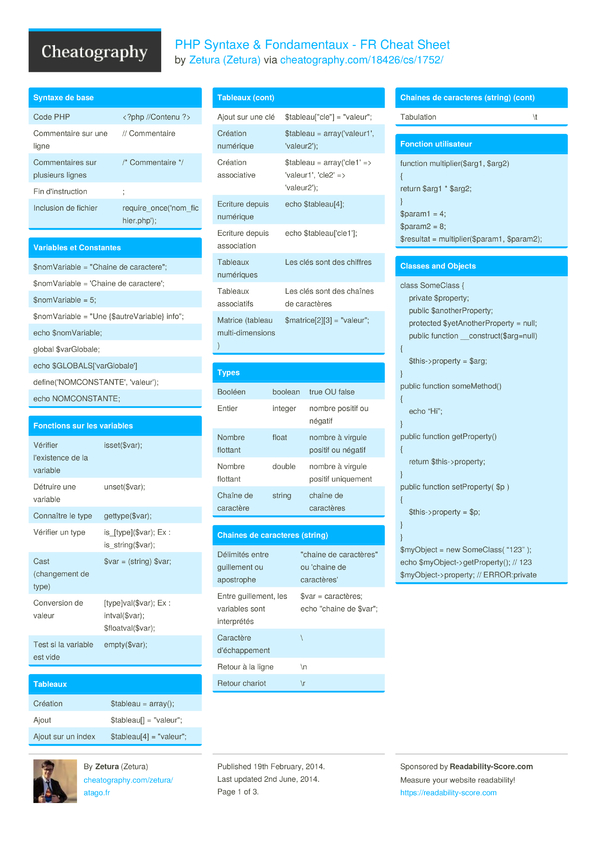 Cheatography
PHP Syntaxe & Fondamentaux - FR Cheat Sheet
by Zetura (Zetura) via cheatography.com/18426/cs/1752/
Syntaxe de base
Code PHP <?php //Contenu ?>
Commentaire sur une // Commentaire
ligne
Commentaires sur /* Commentaire */
plusieurs lignes
Fin d'instruction ;
Inclusion de fichier require_once('nom_fic
hier.php');
Variables et Constantes
$nomVariable = "Chaine de caractere";
$nomVariable = 'Chaine de caractere';
$nomVariable = 5;
$nomVariable = "Une {$autreVariable} info";
echo $nomVariable;
global $varGlobale;
echo $GLOBALS['varGlobale']
define('NOMCONSTANTE', 'valeur');
echo NOMCONSTANTE;
Fonctions sur les variables
Vérifier isset($var);
l'existence de la
variable
Détruire une unset($var);
variable
Connaître le type gettype($var);
Vérifier un type is_[type]($var); Ex :
is_string($var);
Cast $var = (string) $var;
(changement de
type)
Conversion de [type]val($var); Ex :
valeur intval($var);
$floatval($var);
Test si la variable empty($var);
est vide
Tableaux
Création $tableau = array();
Ajout $tableau[] = "valeur";
Ajout sur un index $tableau[4] = "valeur";
Tableaux (cont)
Ajout sur une clé $tableau["cle"] = "valeur";
Création $tableau = array('valeur1',
numérique 'valeur2');
Création $tableau = array('cle1' =>
associative 'valeur1', 'cle2' =>
'valeur2');
Ecriture depuis echo $tableau[4];
numérique
Ecriture depuis echo $tableau['cle1'];
association
Tableaux Les clés sont des chiffres
numériques
Tableaux Les clés sont des chaînes
associatifs de caractères
Matrice (tableau $matrice[2][3] = "valeur";
multi-dimensions
)
Types
Booléen boolean true OU false
Entier integer nombre positif ou
négatif
Nombre float nombre à virgule
flottant positif ou négatif
Nombre double nombre à virgule
flottant positif uniquement
Chaîne de string chaîne de
caractère caractères
Chaines de caracteres (string)
Délimités entre "chaine de caractères"
guillement ou ou 'chaine de
apostrophe caractères'
Entre guillement, les $var = caractères;
variables sont echo "chaine de $var";
interprétés
Caractère \
d'échappement
Retour à la ligne \n
Retour chariot \r
Chaines de caracteres (string) (cont)
Tabulation \t
Fonction utilisateur
function multiplier($arg1, $arg2)
{
return $arg1 * $arg2;
}
$param1 = 4;
$param2 = 8;
$resultat = multiplier($param1, $param2);
Classes and Objects
class SomeClass {
private $property;
public $anotherProperty;
protected $yetAnotherProperty = null;
public function __construct($arg=null)
{
$this->property = $arg;
}
public function someMethod()
{
echo “Hi”;
}
public function getProperty()
{
return $this->property;
}
public function setProperty( $p )
{
$this->property = $p;
}
}
$myObject = new SomeClass( “123” );
echo $myObject->getProperty(); // 123
$myObject->property; // ERROR:private
By Zetura (Zetura)
cheatography.com/zetura/
atago.fr
Published 19th February, 2014.
Last updated 2nd June, 2014.
Page 1 of 3.
Sponsored by Readability-Score.com
Measure your website readability!
https://readability-score.com